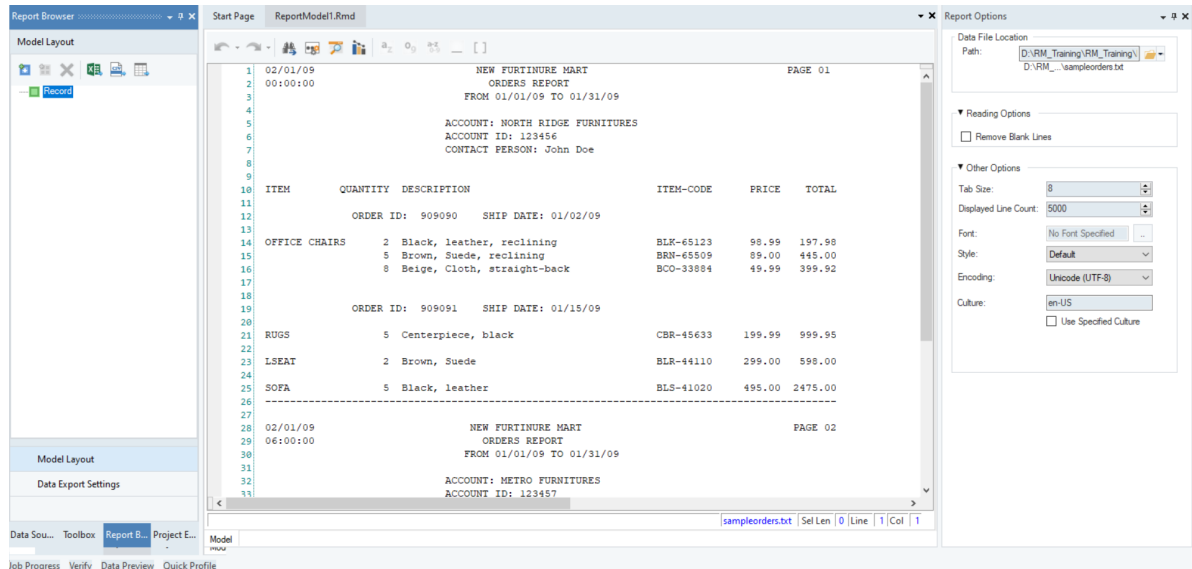 Report Browser
Model Layout
Record
Model Layout
Data Export Settings
Data Sou... Toolbox Report B... Project E...
Start Page ReportModel1.Rmd
1 02/01/09 NEW FURTINURE MART PAGE 01
2 00:00:00 ORDERS REPORT
3 FROM 01/01/09 TO 01/31/09
4
5 ACCOUNT: NORTH RIDGE FURNITURES
6 ACCOUNT ID: 123456
7 CONTACT PERSON: John Doe
8
9
10 ITEM QUANTITY DESCRIPTION ITEM-CODE PRICE TOTAL
11
12 ORDER ID: 909090 SHIP DATE: 01/02/09
13
14 OFFICE CHAIRS 2 Black, leather, reclining BLK-65123 98.99 197.98
15 5 Brown, Suede, reclining BRN-65509 89.00 445.00
16 8 Beige, Cloth, straight-back BCO-33884 49.99 399.92
17
18
19 ORDER ID: 909091 SHIP DATE: 01/15/09
20
21 RUGS 5 Centerpiece, black CBR-45633 199.99 999.95
22
23 LSEAT 2 Brown, Suede BLR-44110 299.00 598.00
24
25 SOFA 5 Black, leather BLS-41020 495.00 2475.00
26 ----------------------------------------------------------------------------------------
27
28 02/01/09 NEW FURTINURE MART PAGE 02
29 06:00:00 ORDERS REPORT
30 FROM 01/01/09 TO 01/31/09
31
32 ACCOUNT: METRO FURNITURES
33 ACCOUNT ID: 123457
sampleorders.txt Sel Len 0 Line 1 Col 1
Model
Report Options
Data File Location
Path: D:\RM_Training\RM_Training\
D:\RM_...\sampleorders.txt
Reading Options
Remove Blank Lines
Other Options
Tab Size: 8
Displayed Line Count: 5000
Font: No Font Specified ..
Style: Default
Encoding: Unicode (UTF-8)
Culture: en-US
Use Specified Culture
Job Progress Verify Data Preview Quick Profile